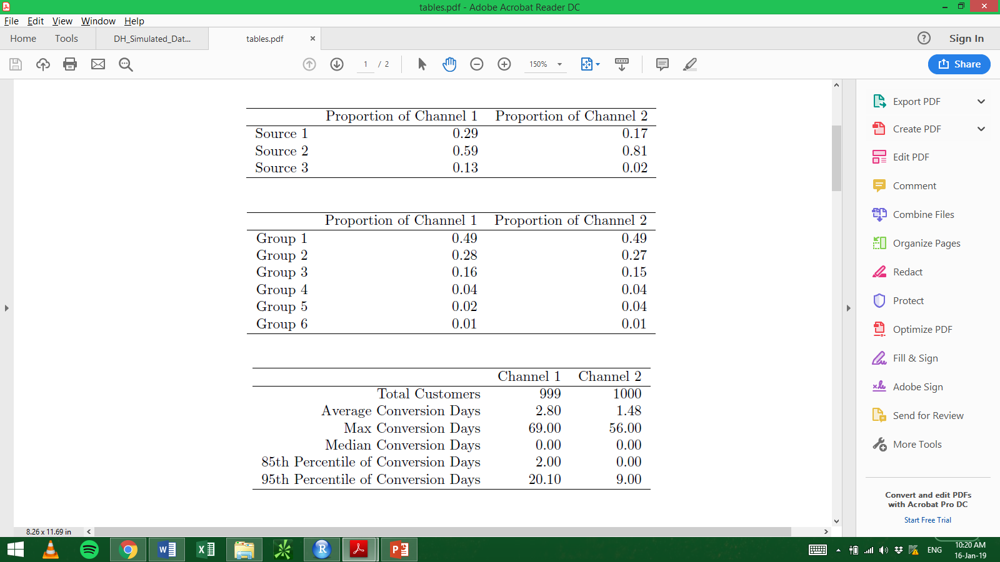 tables.pdf - Adobe Acrobat Reader DC
File Edit View Window Help
Home Tools DH_Simulated_Dat... tables.pdf ×
? Sign In
1 / 2 150% Share
Proportion of Channel 1 Proportion of Channel 2
Source 1 0.29 0.17
Source 2 0.59 0.81
Source 3 0.13 0.02
Proportion of Channel 1 Proportion of Channel 2
Group 1 0.49 0.49
Group 2 0.28 0.27
Group 3 0.16 0.15
Group 4 0.04 0.04
Group 5 0.02 0.04
Group 6 0.01 0.01
Channel 1 Channel 2
Total Customers 999 1000
Average Conversion Days 2.80 1.48
Max Conversion Days 69.00 56.00
Median Conversion Days 0.00 0.00
85th Percentile of Conversion Days 2.00 0.00
95th Percentile of Conversion Days 20.10 9.00
Export PDF
Create PDF
Edit PDF
Comment
Combine Files
Organize Pages
Redact
Protect
Optimize PDF
Fill & Sign
Adobe Sign
Send for Review
More Tools
Convert and edit PDFs
with Acrobat Pro DC
Start Free Trial
8.26 x 11.69 in
ENG
10:20 AM
16-Jan-19